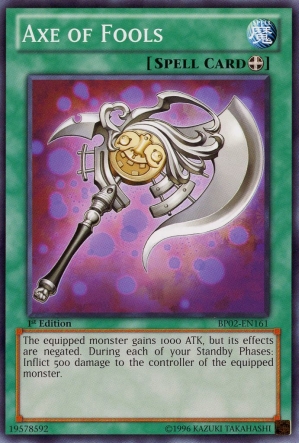 AXE OF FOOLS
[SPELL CARD]
1st Edition
BP02-EN161
The equipped monster gains 1000 ATK, but its effects
are negated. During each of your Standby Phases:
Inflict 500 damage to the controller of the equipped
monster.
19578592
©1996 KAZUKI TAKAHASHI